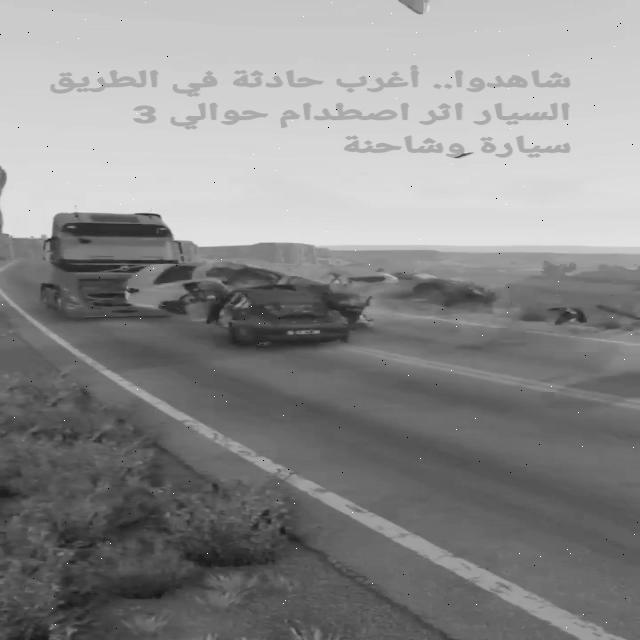 شاهدوا.. أغرب حادثة في الطريق
السيار اثر اصطدام حوالي 3
سيارة وشاحنة